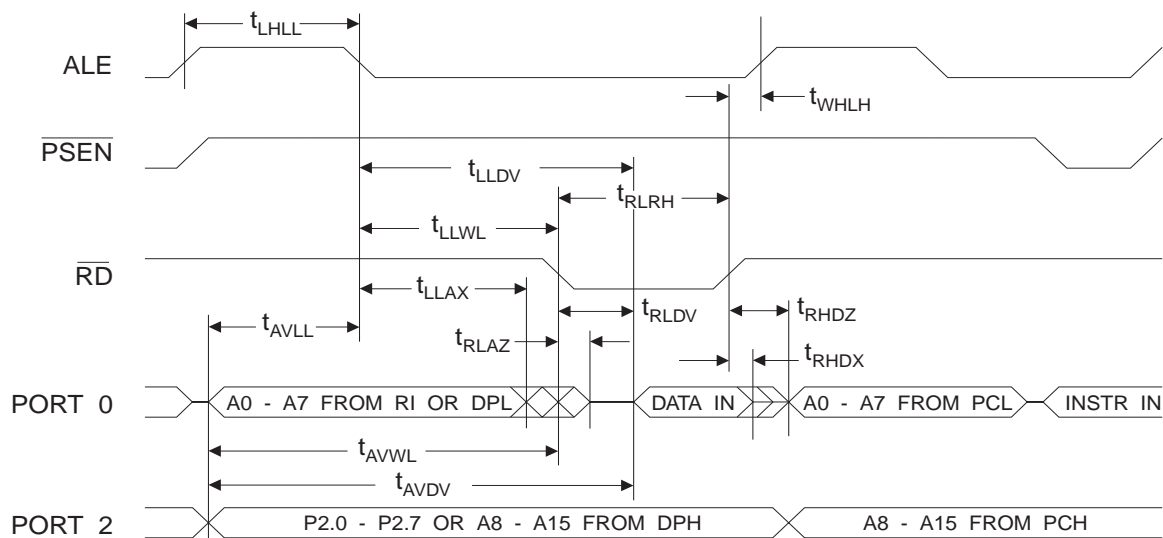 tLHLL
ALE
tWHLH
PSEN
tLLDV
tRLRH
tLLWL
RD
tLLAX
tRLDV
tRHDZ
tAVLL
tRLAZ
tRHDX
PORT 0
A0 - A7 FROM RI OR DPL
DATA IN
A0 - A7 FROM PCL
INSTR IN
tAVWL
tAVDV
PORT 2
P2.0 - P2.7 OR A8 - A15 FROM DPH
A8 - A15 FROM PCH